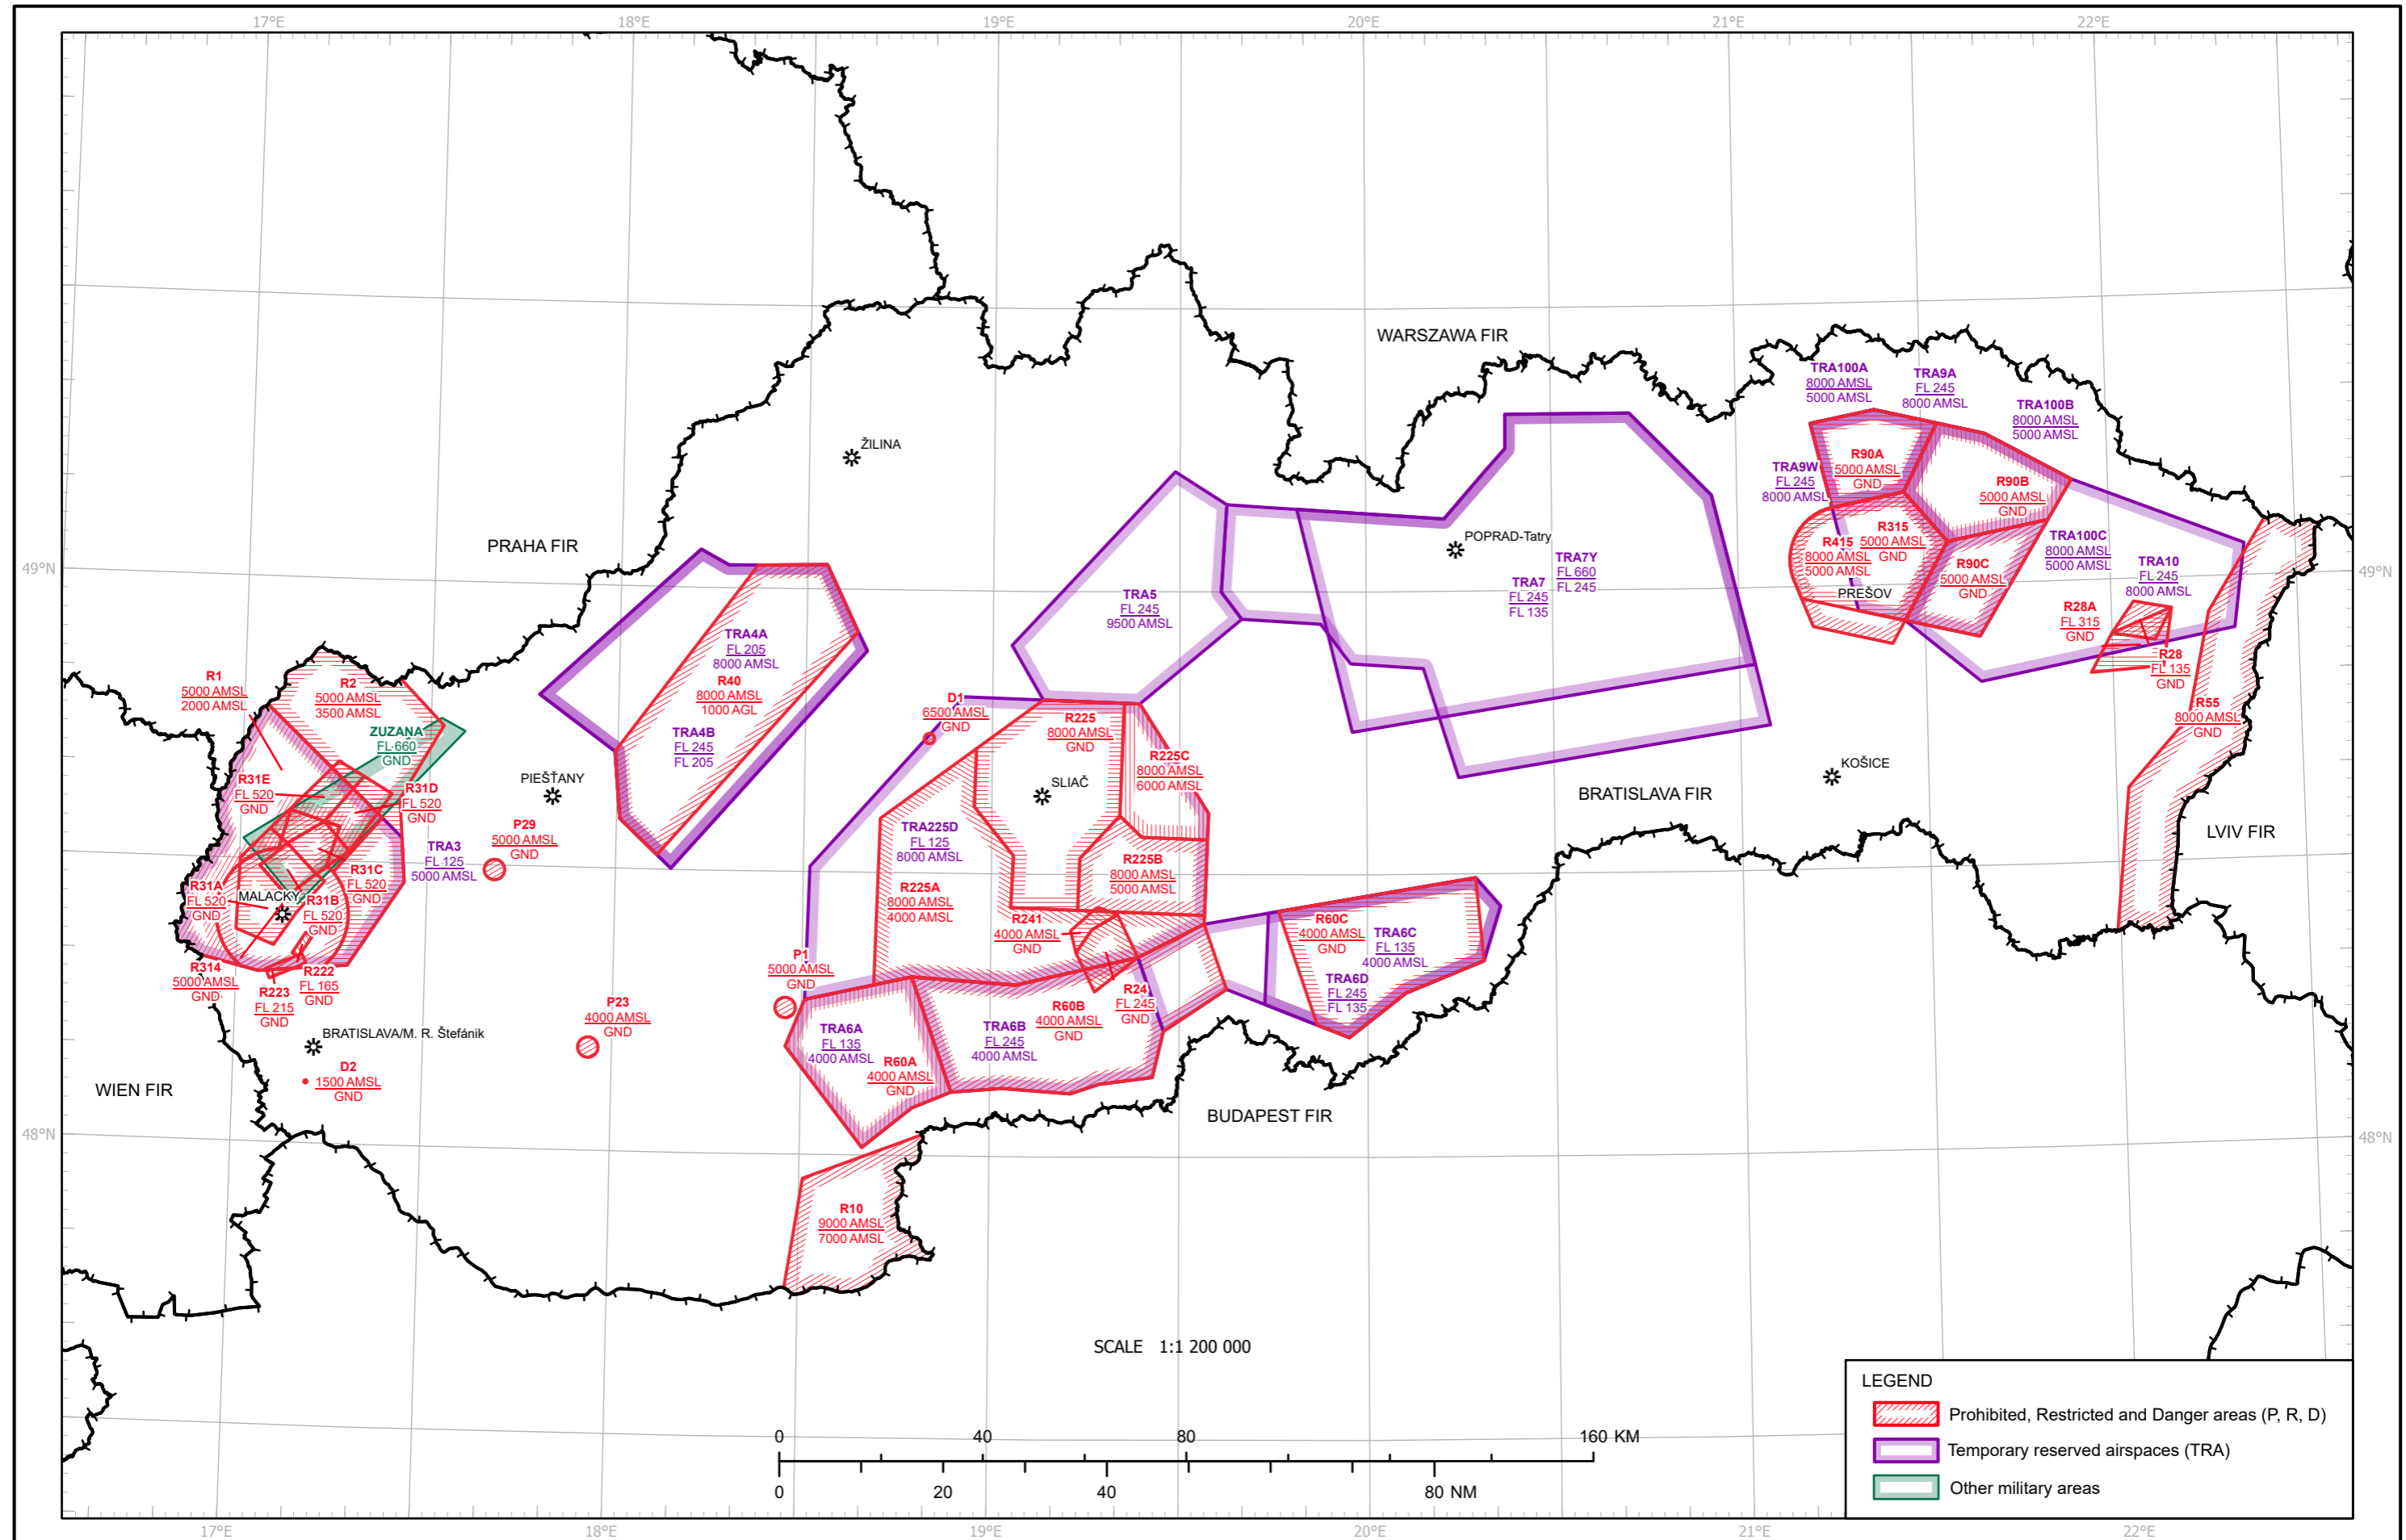 17°E
18°E
19°E
20°E
21°E
22°E
WARSZAWA FIR
TRA100A
8000 AMSL
5000 AMSL
TRA9A
FL 245
8000 AMSL
TRA100B
8000 AMSL
5000 AMSL
ŽILINA
R90A
5000 AMSL
GND
TRA9W
FL 245
8000 AMSL
R90B
5000 AMSL
GND
PRAHA FIR
POPRAD-Tatry
R315
5000 AMSL
GND
R415
8000 AMSL
5000 AMSL
TRA100C
8000 AMSL
5000 AMSL
49°N
49°N
TRA7Y
FL 660
FL 245
TRA7
FL 245
FL 135
R90C
5000 AMSL
GND
TRA10
FL 245
8000 AMSL
PREŠOV
TRA5
FL 245
9500 AMSL
R28A
FL 315
GND
TRA4A
FL 205
8000 AMSL
R40
8000 AMSL
1000 AGL
TRA4B
FL 245
FL 205
R28
FL 135
GND
R1
5000 AMSL
2000 AMSL
R2
5000 AMSL
3500 AMSL
D1
6500 AMSL
GND
R55
8000 AMSL
GND
ZUZANA
FL 660
GND
R225
8000 AMSL
GND
R225C
8000 AMSL
6000 AMSL
R31E
FL 520
GND
R31D
FL 520
GND
PIEŠŤANY
SLIAČ
KOŠICE
BRATISLAVA FIR
P29
5000 AMSL
GND
TRA3
FL 125
5000 AMSL
TRA225D
FL 125
8000 AMSL
LVIV FIR
R225B
8000 AMSL
5000 AMSL
R31C
FL 520
GND
R31A
FL 520
GND
MALACKY
R31B
FL 520
GND
R225A
8000 AMSL
4000 AMSL
R241
4000 AMSL
GND
R60C
4000 AMSL
GND
TRA6C
FL 135
4000 AMSL
R314
5000 AMSL
GND
R222
FL 165
GND
R223
FL 215
GND
P1
5000 AMSL
GND
TRA6D
FL 245
FL 135
R24
FL 245
GND
P23
4000 AMSL
GND
R60B
4000 AMSL
GND
TRA6A
FL 135
4000 AMSL
TRA6B
FL 245
4000 AMSL
R60A
4000 AMSL
GND
BRATISLAVA/M. R. Štefánik
D2
1500 AMSL
GND
WIEN FIR
BUDAPEST FIR
48°N
48°N
R10
9000 AMSL
7000 AMSL
SCALE 1:1 200 000
0 40 80 160 KM
0 20 40 80 NM
LEGEND
Prohibited, Restricted and Danger areas (P, R, D)
Temporary reserved airspaces (TRA)
Other military areas
17°E
18°E
19°E
20°E
21°E
22°E